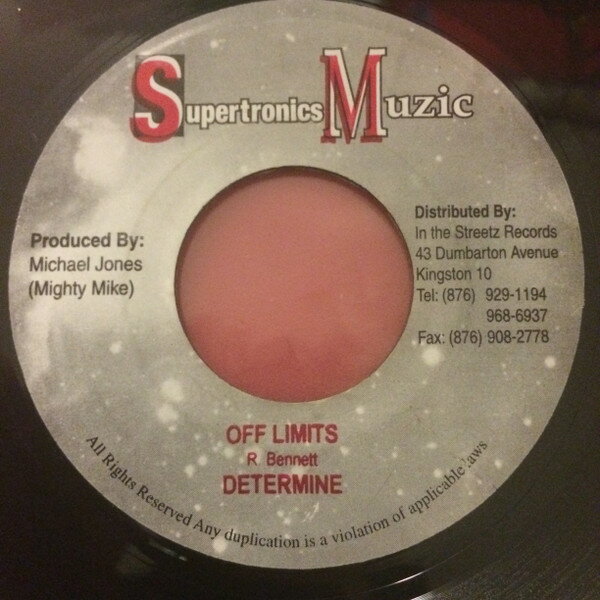 Supertronics Muzic
Produced By:
Michael Jones
(Mighty Mike)
Distributed By:
In the Streetz Records
43 Dumbarton Avenue
Kingston 10
Tel: (876) 929-1194
968-6937
Fax: (876) 908-2778
OFF LIMITS
R. Bennett
DETERMINE
All Rights Reserved Any duplication is a violation of applicable laws